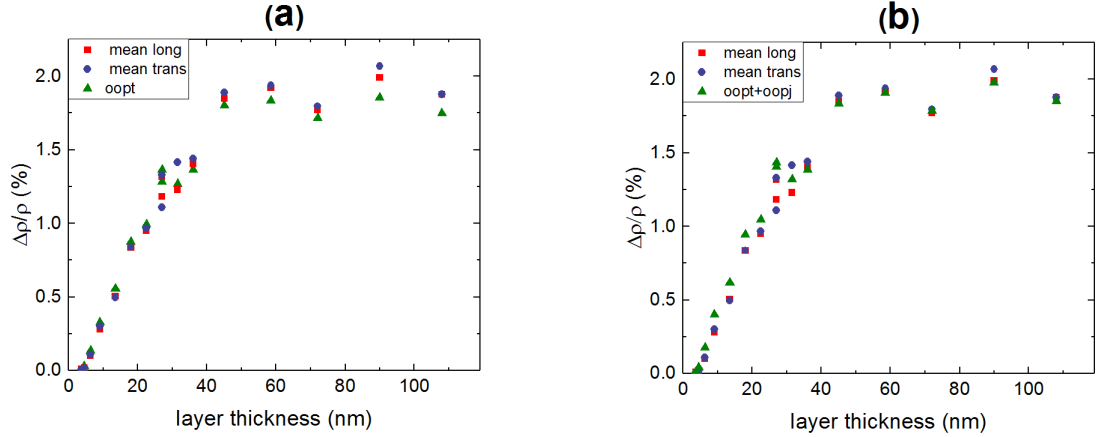 (a)
mean long
mean trans
oopt
2.0
1.5
1.0
0.5
0.0
Δρ/ρ (%)
0 20 40 60 80 100
layer thickness (nm)
(b)
mean long
mean trans
oopt+oopj
2.0
1.5
1.0
0.5
0.0
Δρ/ρ (%)
0 20 40 60 80 100
layer thickness (nm)